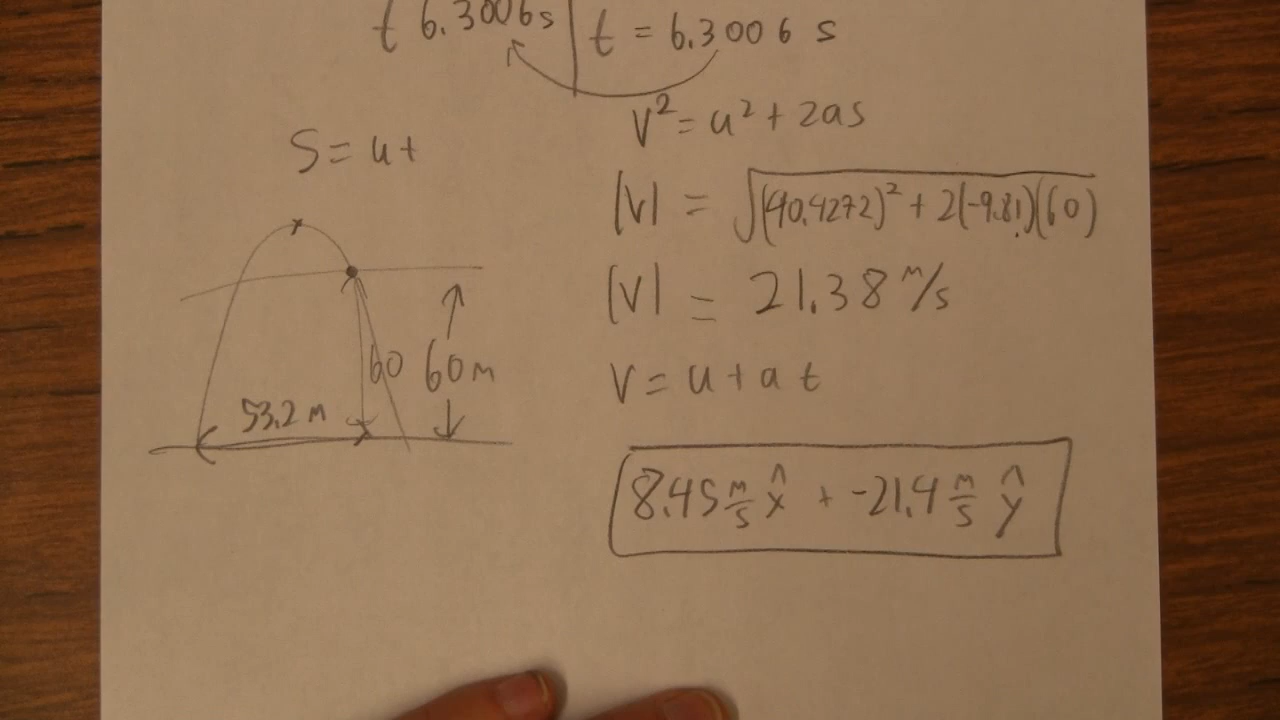 t 6.3006s
t = 6.3006 s
S = ut
V² = u² + 2as
|V| = √(40.4272)² + 2(-9.81)(60)
|V| = 21.38 m/s
V = u + at
60
60m
53.2 m
8.45 m/s x̂ + -21.4 m/s ŷ